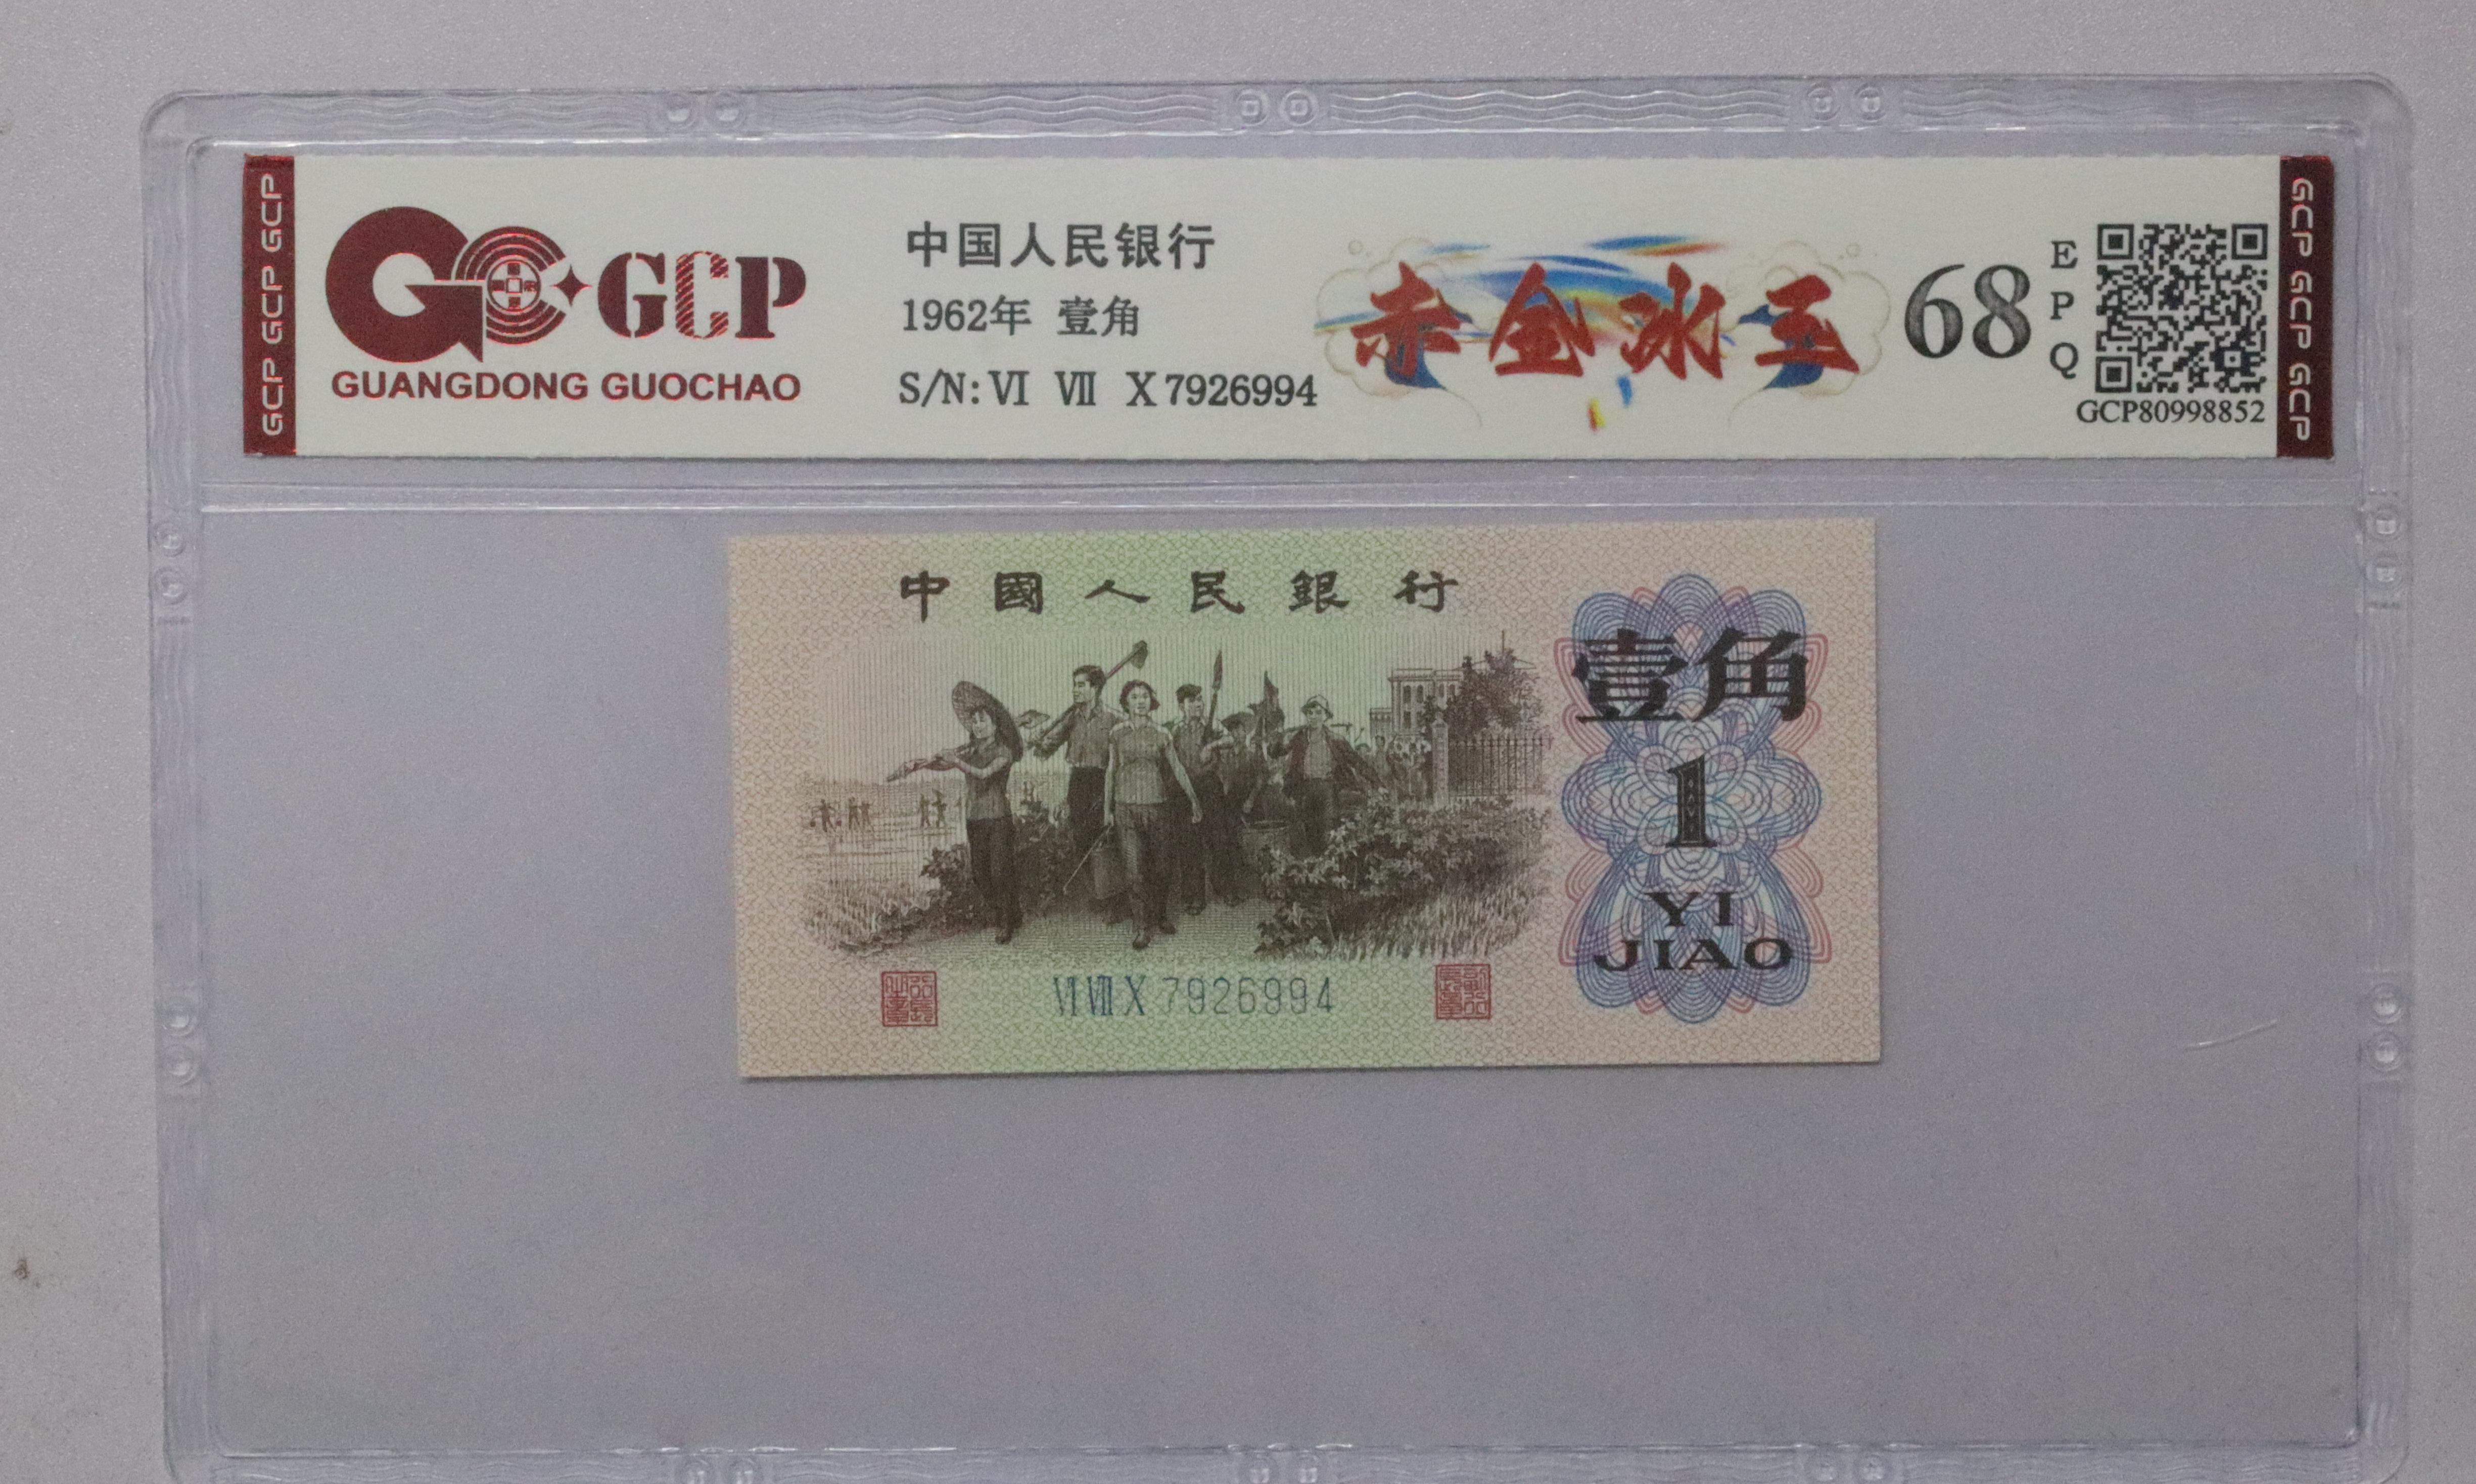 GCP GCP GCP
GCP
GUANGDONG GUOCHAO
中国人民银行
1962年 壹角
S/N: VI VII X 7926994
赤金冰玉
68
E
P
Q
GCP80998852
GCP GCP GCP
中國人民銀行
壹角
1
YI
JIAO
VI VII X 7926994